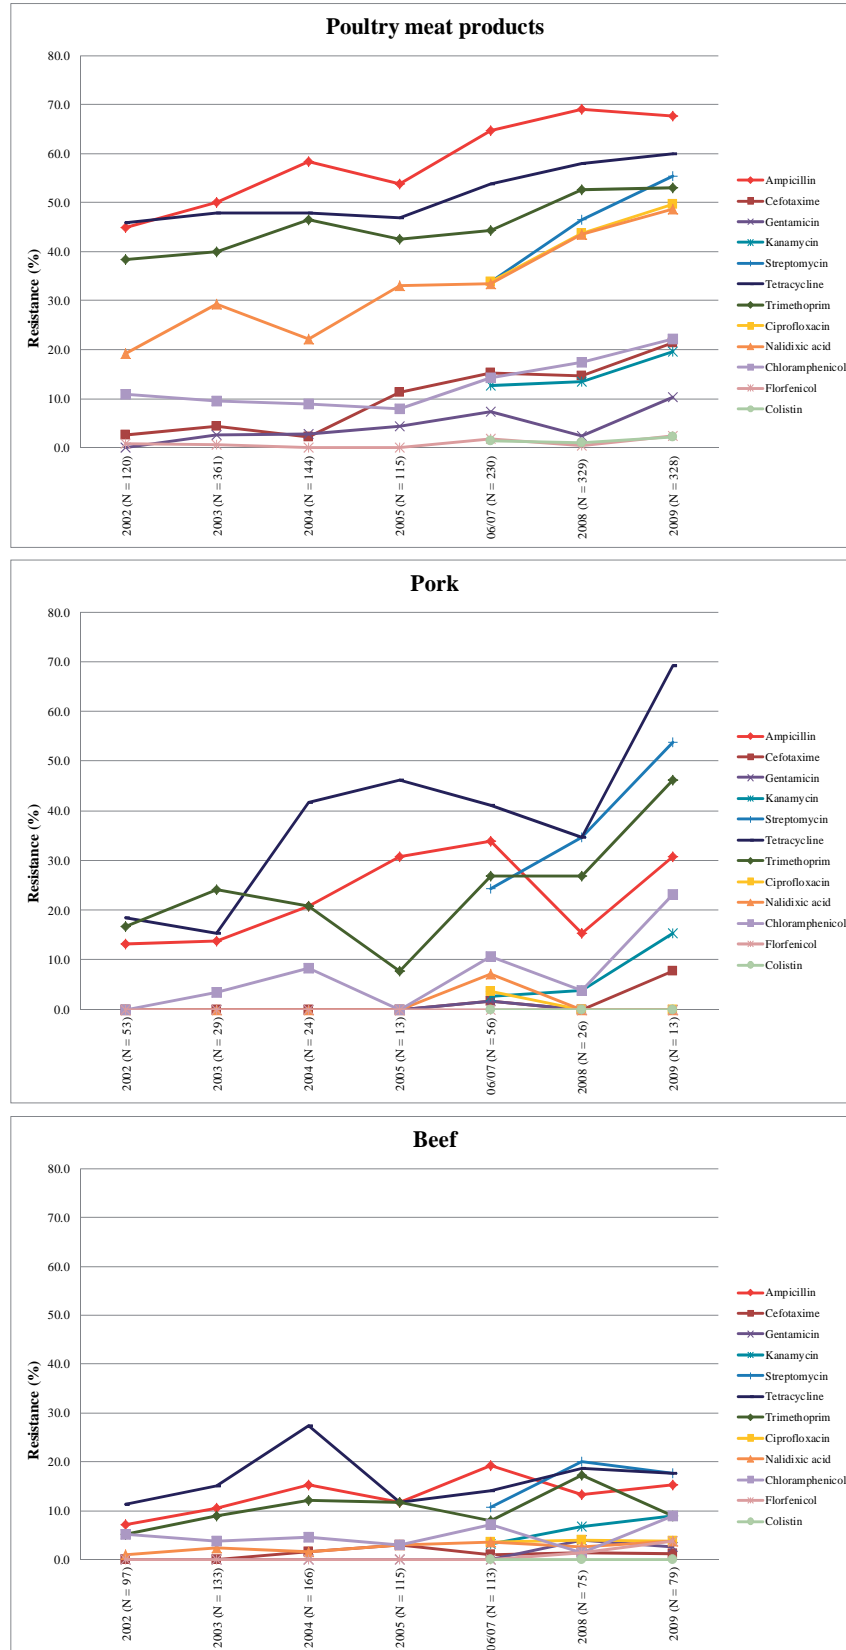 Poultry meat products
80.0
70.0
60.0
50.0
40.0
30.0
20.0
10.0
0.0
Resistance (%)
2002 (N = 120)
2003 (N = 361)
2004 (N = 144)
2005 (N = 115)
06/07 (N = 230)
2008 (N = 329)
2009 (N = 328)
Ampicillin
Cefotaxime
Gentamicin
Kanamycin
Streptomycin
Tetracycline
Trimethoprim
Ciprofloxacin
Nalidixic acid
Chloramphenicol
Florfenicol
Colistin
Pork
80.0
70.0
60.0
50.0
40.0
30.0
20.0
10.0
0.0
Resistance (%)
2002 (N = 53)
2003 (N = 29)
2004 (N = 24)
2005 (N = 13)
06/07 (N = 56)
2008 (N = 26)
2009 (N = 13)
Ampicillin
Cefotaxime
Gentamicin
Kanamycin
Streptomycin
Tetracycline
Trimethoprim
Ciprofloxacin
Nalidixic acid
Chloramphenicol
Florfenicol
Colistin
Beef
80.0
70.0
60.0
50.0
40.0
30.0
20.0
10.0
0.0
Resistance (%)
2002 (N = 97)
2003 (N = 133)
2004 (N = 166)
2005 (N = 115)
06/07 (N = 113)
2008 (N = 75)
2009 (N = 79)
Ampicillin
Cefotaxime
Gentamicin
Kanamycin
Streptomycin
Tetracycline
Trimethoprim
Ciprofloxacin
Nalidixic acid
Chloramphenicol
Florfenicol
Colistin